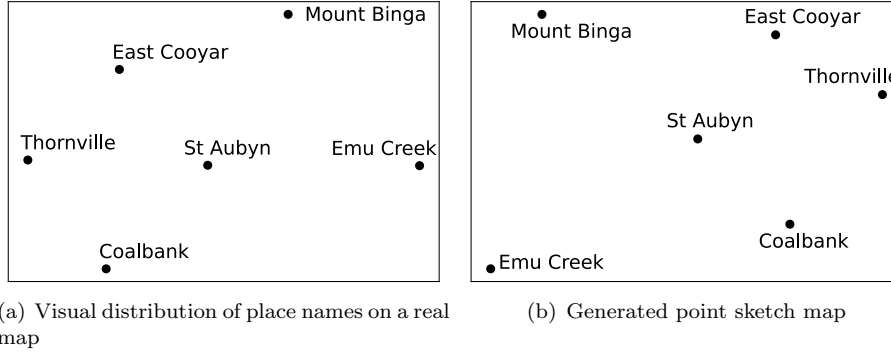 Mount Binga
East Cooyar
Thornville
St Aubyn
Emu Creek
Coalbank
(a) Visual distribution of place names on a real
map
East Cooyar
Mount Binga
Thornville
St Aubyn
Coalbank
Emu Creek
(b) Generated point sketch map